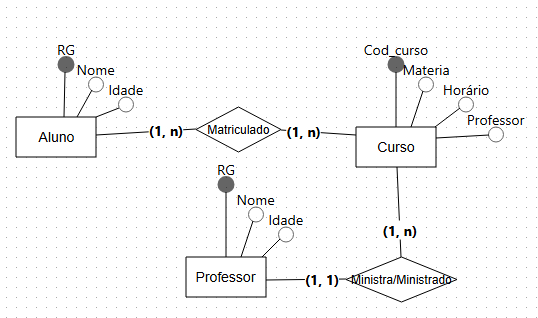 Cod_curso
RG
Nome
Materia
Idade
Horário
Professor
Aluno
(1, n)
Matriculado
(1, n)
Curso
RG
Nome
Idade
(1, n)
Professor
(1, 1)
Ministra/Ministrado